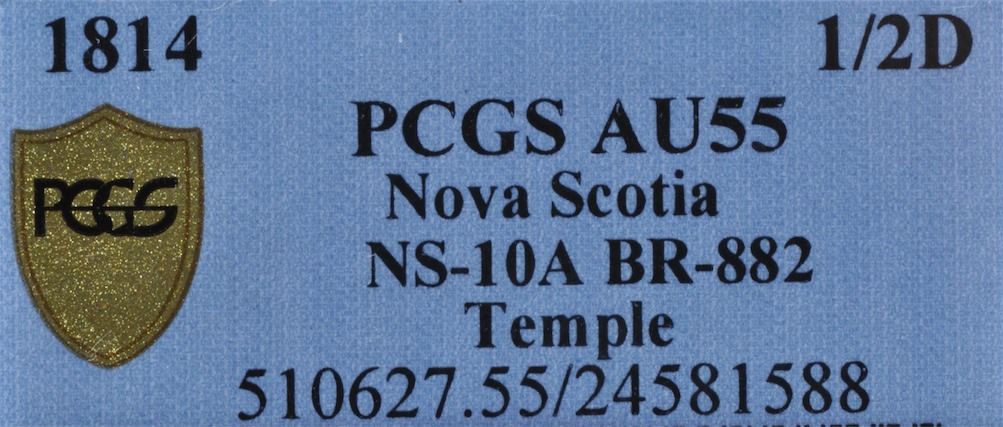 1814 1/2D
PCGS AU55
PCGS
Nova Scotia
NS-10A BR-882
Temple
510627.55/24581588